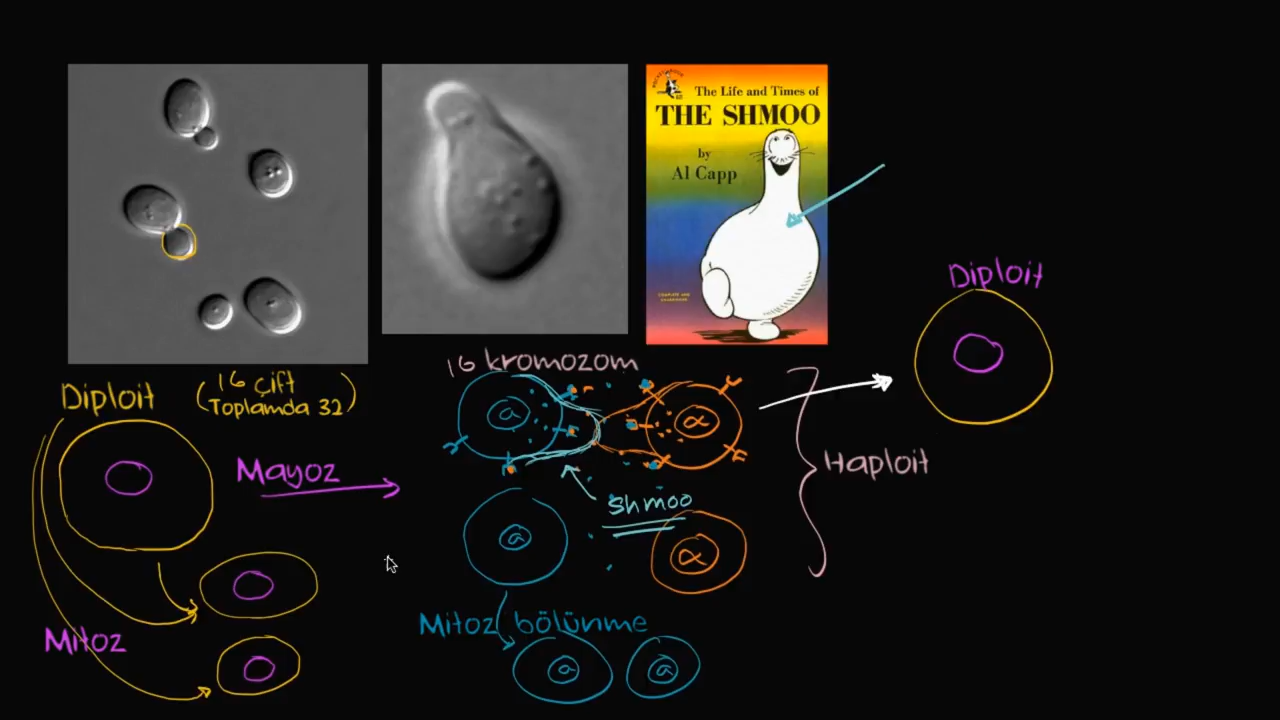 The Life and Times of
THE SHMOO
by
Al Capp
Diploit
16 kromozom
Diploit
(16 çift
Toplamda 32)
a
α
Mayoz
Haploit
Shmoo
a
α
Mitoz bölünme
Mitoz
a
a